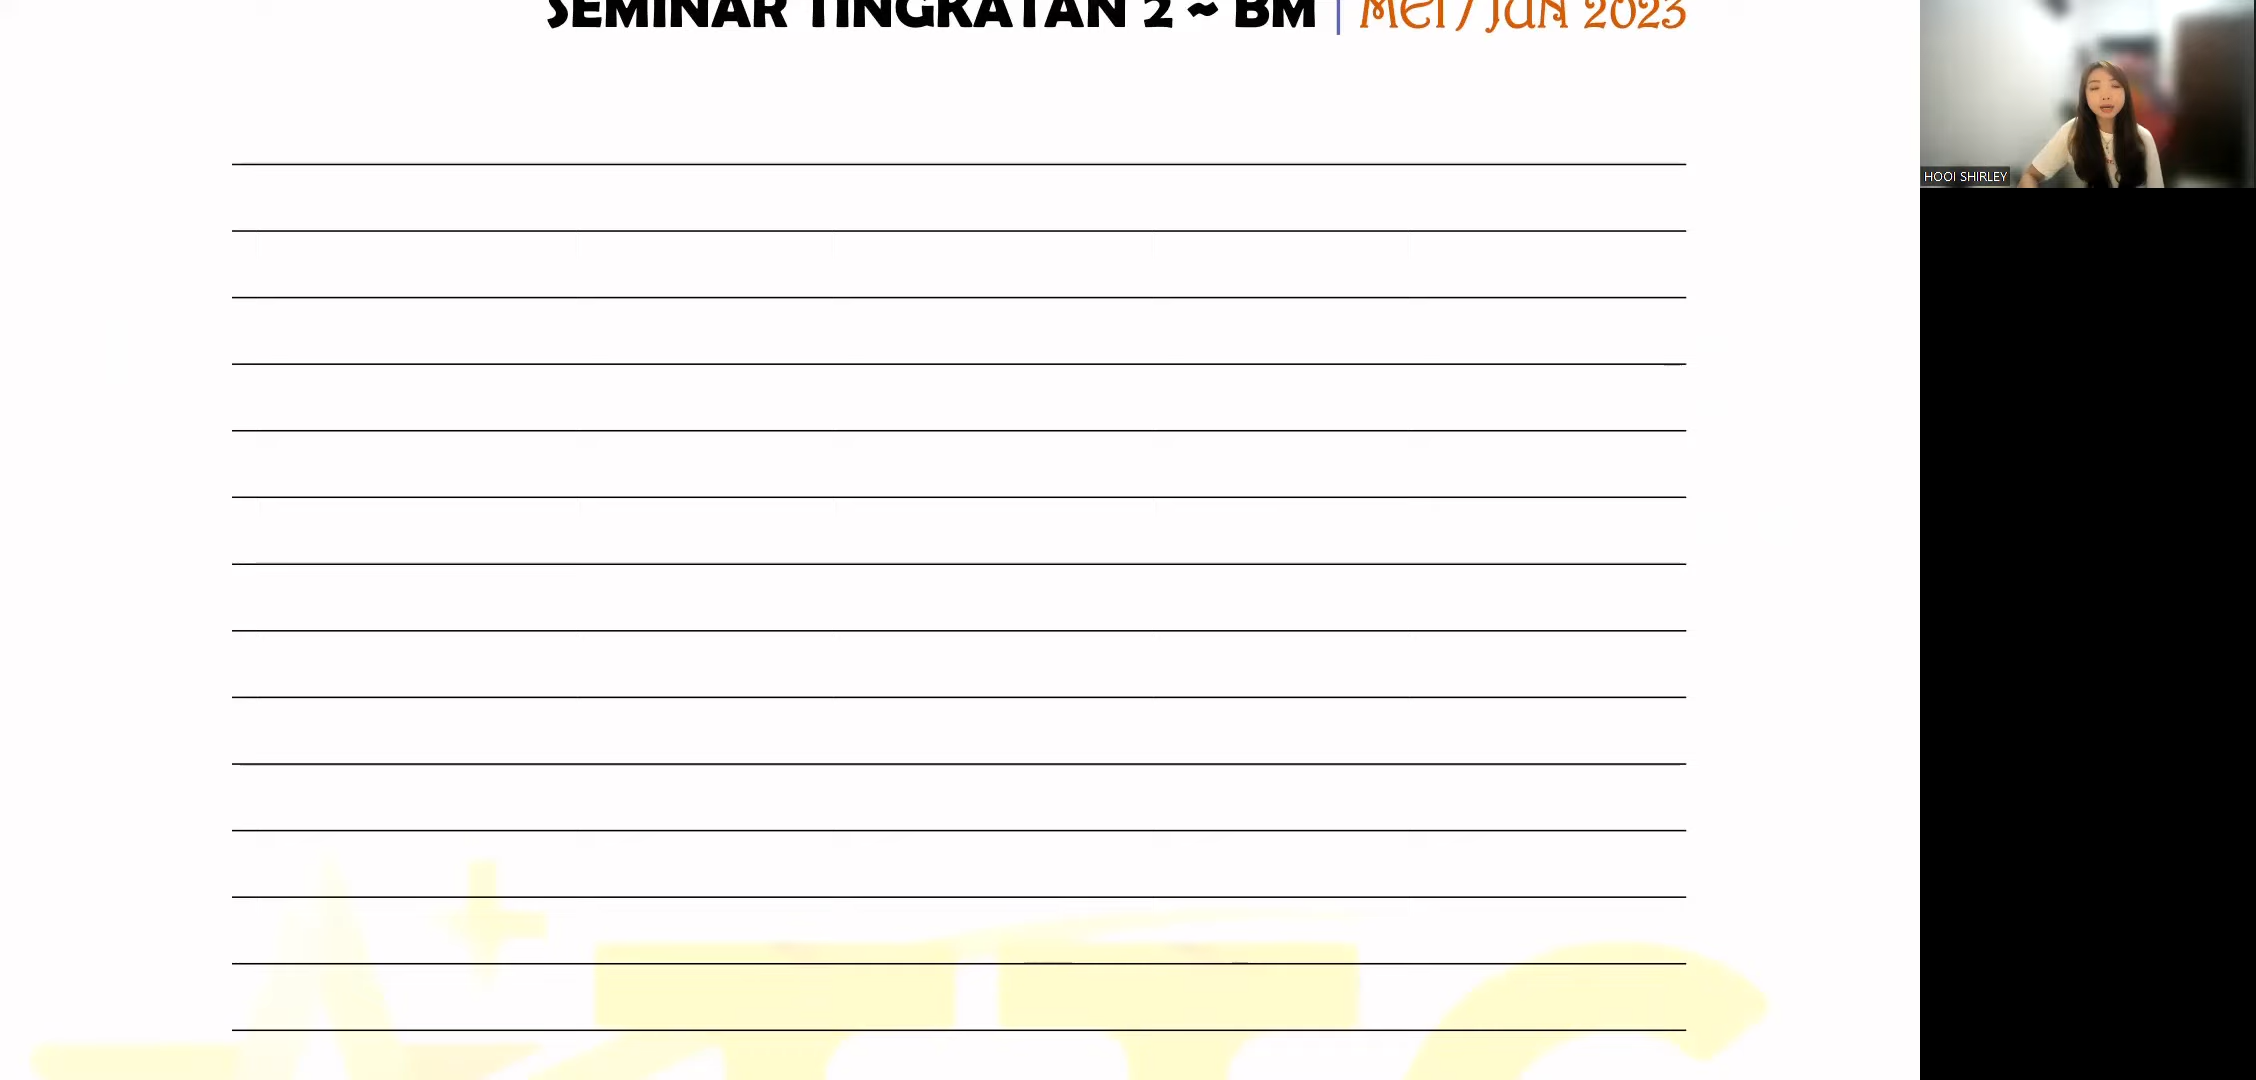 SEMINAR TINGKATAN 2 ~ BM | MEI / JUN 2023
HOOI SHIRLEY